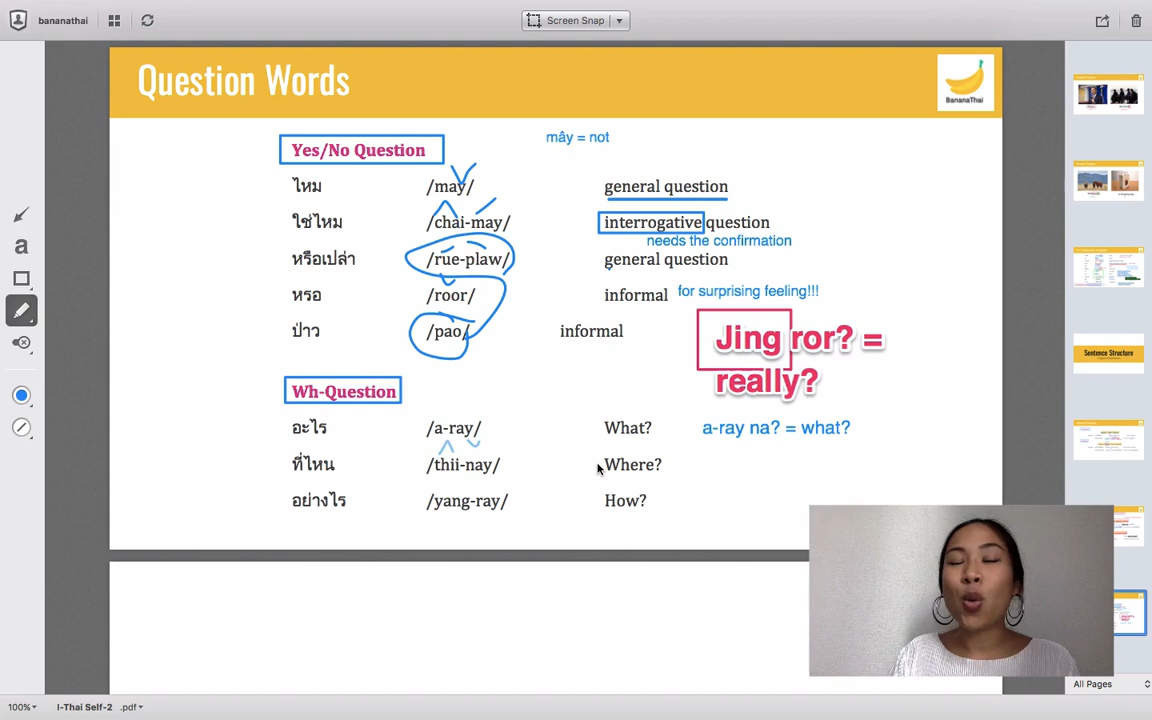 bananathai
Screen Snap
Question Words
BananaThai
Yes/No Question
mây = not
ไหม /may/ general question
ใช่ไหม /chai-may/ interrogative question
needs the confirmation
หรือเปล่า /rue-plaw/ general question
หรอ /roor/ informal for surprising feeling!!!
ป่าว /pao/ informal
Jing ror? =
really?
Wh-Question
อะไร /a-ray/ What? a-ray na? = what?
ที่ไหน /thii-nay/ Where?
อย่างไร /yang-ray/ How?
a
Sentence Structure
All Pages
100% I-Thai Self-2 .pdf